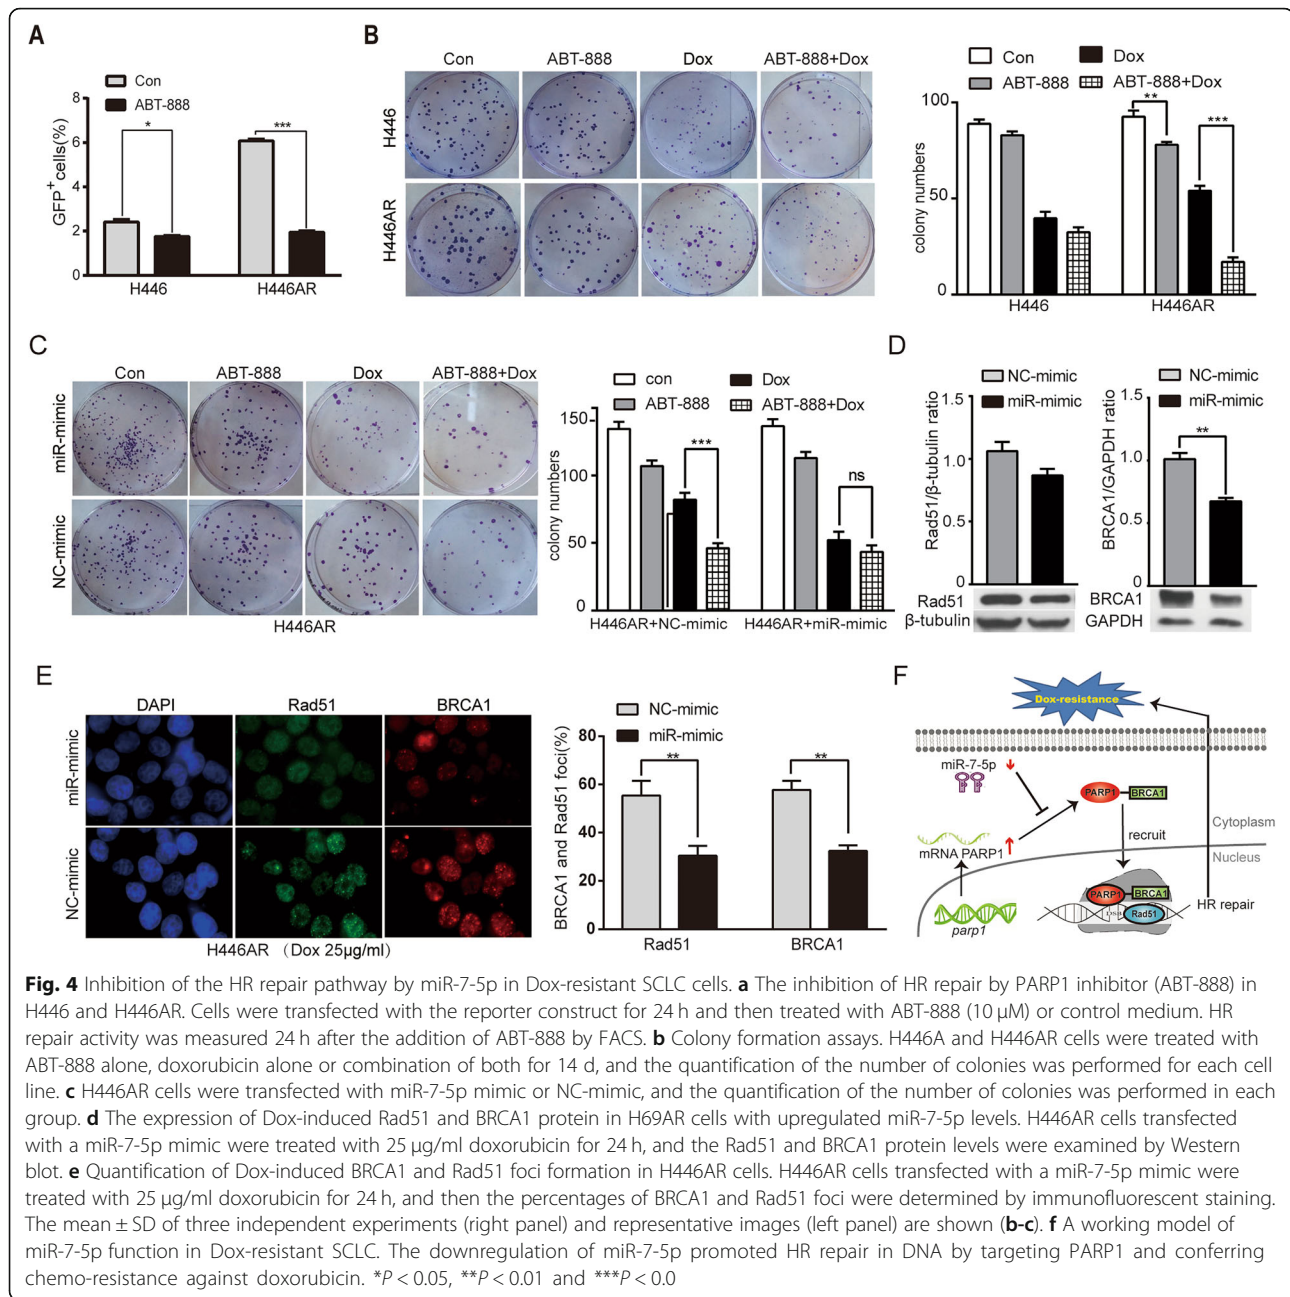 A
Con
ABT-888
8
6
4
2
0
GFP+cells(%)
*
***
H446
H446AR
B
Con
ABT-888
Dox
ABT-888+Dox
H446
H446AR
Con
Dox
ABT-888
ABT-888+Dox
100
50
0
colony numbers
**
***
H446
H446AR
C
Con
ABT-888
Dox
ABT-888+Dox
miR-mimic
NC-mimic
H446AR
con
Dox
ABT-888
ABT-888+Dox
150
100
50
0
colony numbers
***
ns
H446AR+NC-mimic
H446AR+miR-mimic
D
NC-mimic
miR-mimic
1.5
1.0
0.5
0
Rad51/β-tubulin ratio
Rad51
β-tubulin
NC-mimic
miR-mimic
1.5
1.0
0.5
0
BRCA1/GAPDH ratio
**
BRCA1
GAPDH
E
DAPI
Rad51
BRCA1
miR-mimic
NC-mimic
H446AR （Dox 25µg/ml）
NC-mimic
miR-mimic
80
60
40
20
0
BRCA1 and Rad51 foci(%)
**
**
Rad51
BRCA1
F
Dox-resistance
miR-7-5p
PARP1
BRCA1
Cytoplasm
recruit
mRNA PARP1
Nucleus
PARP1
BRCA1
HR repair
Rad51
parp1
Fig. 4 Inhibition of the HR repair pathway by miR-7-5p in Dox-resistant SCLC cells. a The inhibition of HR repair by PARP1 inhibitor (ABT-888) in
H446 and H446AR. Cells were transfected with the reporter construct for 24 h and then treated with ABT-888 (10 μM) or control medium. HR
repair activity was measured 24 h after the addition of ABT-888 by FACS. b Colony formation assays. H446A and H446AR cells were treated with
ABT-888 alone, doxorubicin alone or combination of both for 14 d, and the quantification of the number of colonies was performed for each cell
line. c H446AR cells were transfected with miR-7-5p mimic or NC-mimic, and the quantification of the number of colonies was performed in each
group. d The expression of Dox-induced Rad51 and BRCA1 protein in H69AR cells with upregulated miR-7-5p levels. H446AR cells transfected
with a miR-7-5p mimic were treated with 25 μg/ml doxorubicin for 24 h, and the Rad51 and BRCA1 protein levels were examined by Western
blot. e Quantification of Dox-induced BRCA1 and Rad51 foci formation in H446AR cells. H446AR cells transfected with a miR-7-5p mimic were
treated with 25 μg/ml doxorubicin for 24 h, and then the percentages of BRCA1 and Rad51 foci were determined by immunofluorescent staining.
The mean ± SD of three independent experiments (right panel) and representative images (left panel) are shown (b-c). f A working model of
miR-7-5p function in Dox-resistant SCLC. The downregulation of miR-7-5p promoted HR repair in DNA by targeting PARP1 and conferring
chemo-resistance against doxorubicin. *P < 0.05, **P < 0.01 and ***P < 0.0